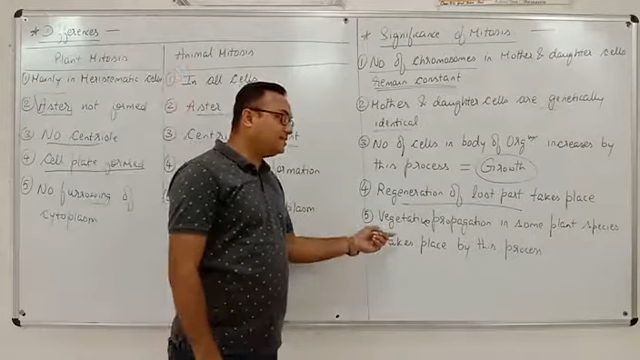 * Differences —
Plant Mitosis
① Mainly in Meristematic cells
② Aster not formed
③ No Centriole
④ Cell plate formed
⑤ No furrowing of
cytoplasm
Animal Mitosis
① In all cells
② Aster
③
④ formation
* Significance of Mitosis —
① No of chromosomes in Mother & daughter cells
remain constant
② Mother & daughter cells are genetically
identical
③ No of cells in body of Orgsm increases by
this process = Growth
④ Regeneration of lost part takes place
⑤ Vegetative propagation in some plant species
takes place by this process